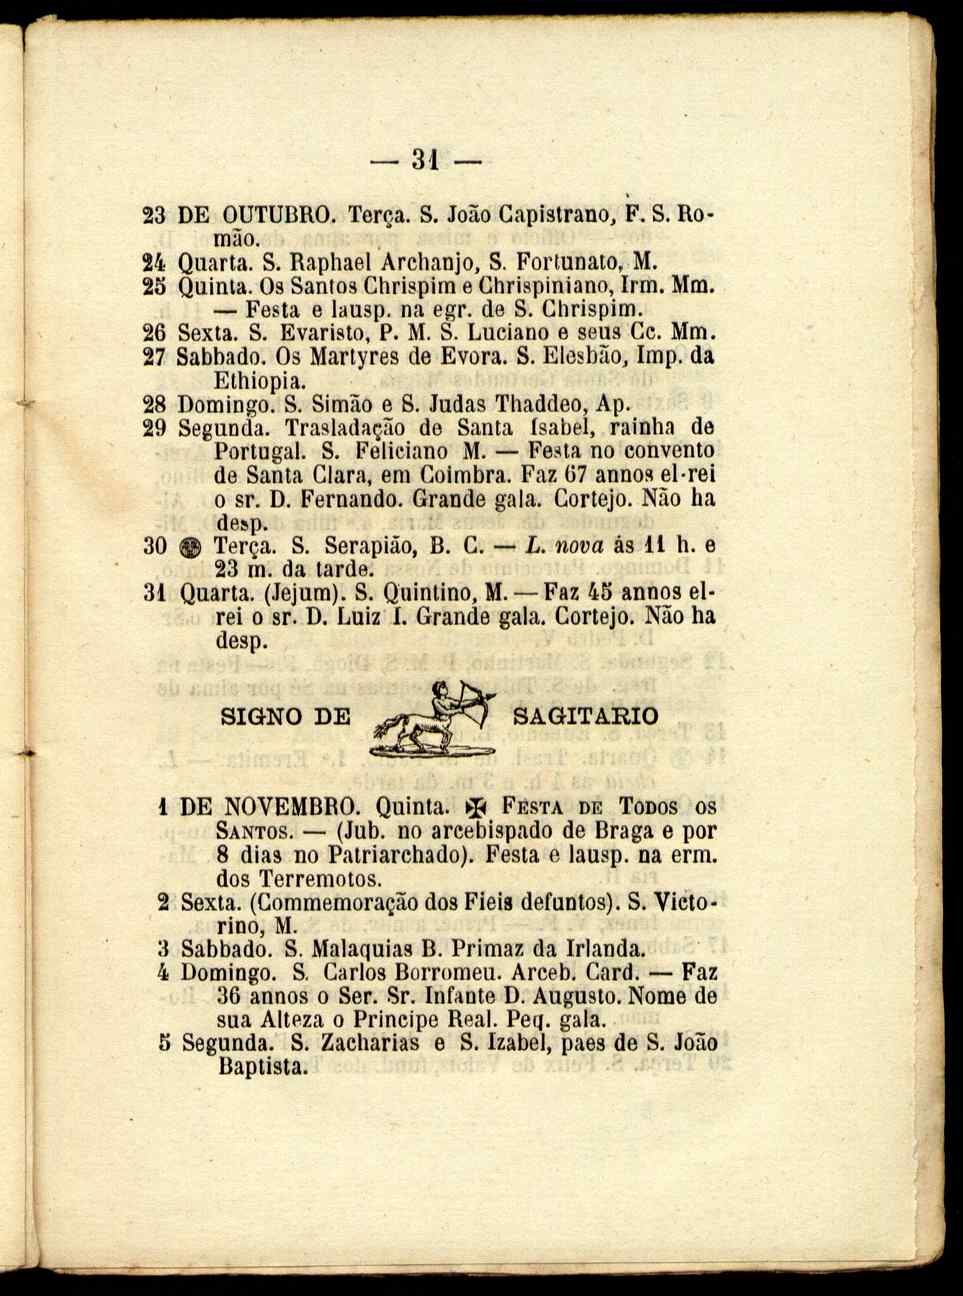 — 31 —
23 DE OUTUBRO. Terça. S. João Capistrano, F. S. Ro-
mão.
24 Quarta. S. Raphael Archanjo, S. Fortunato, M.
25 Quinta. Os Santos Chrispim e Chrispiniano, Irm. Mm.
— Festa e lausp. na egr. de S. Chrispim.
26 Sexta. S. Evaristo, P. M. S. Luciano e seus Cc. Mm.
27 Sabbado. Os Martyres de Evora. S. Elesbão, Imp. da
Ethiopia.
28 Domingo. S. Simão e S. Judas Thaddeo, Ap.
29 Segunda. Trasladação de Santa Isabel, rainha de
Portugal. S. Feliciano M. — Festa no convento
de Santa Clara, em Coimbra. Faz 67 annos el-rei
o sr. D. Fernando. Grande gala. Cortejo. Não ha
desp.
30 Terça. S. Serapião, B. C. — L. nova ás 11 h. e
23 m. da tarde.
31 Quarta. (Jejum). S. Quintino, M. — Faz 45 annos el-
rei o sr. D. Luiz I. Grande gala. Cortejo. Não ha
desp.
SIGNO DE SAGITARIO
1 DE NOVEMBRO. Quinta. ✠ FESTA DE TODOS OS
SANTOS. — (Jub. no arcebispado de Braga e por
8 dias no Patriarchado). Festa e lausp. na erm.
dos Terremotos.
2 Sexta. (Commemoração dos Fieis defuntos). S. Victo-
rino, M.
3 Sabbado. S. Malaquias B. Primaz da Irlanda.
4 Domingo. S. Carlos Borromeu. Arceb. Card. — Faz
36 annos o Ser. Sr. Infante D. Augusto. Nome de
sua Alteza o Principe Real. Peq. gala.
5 Segunda. S. Zacharias e S. Izabel, paes de S. João
Baptista.